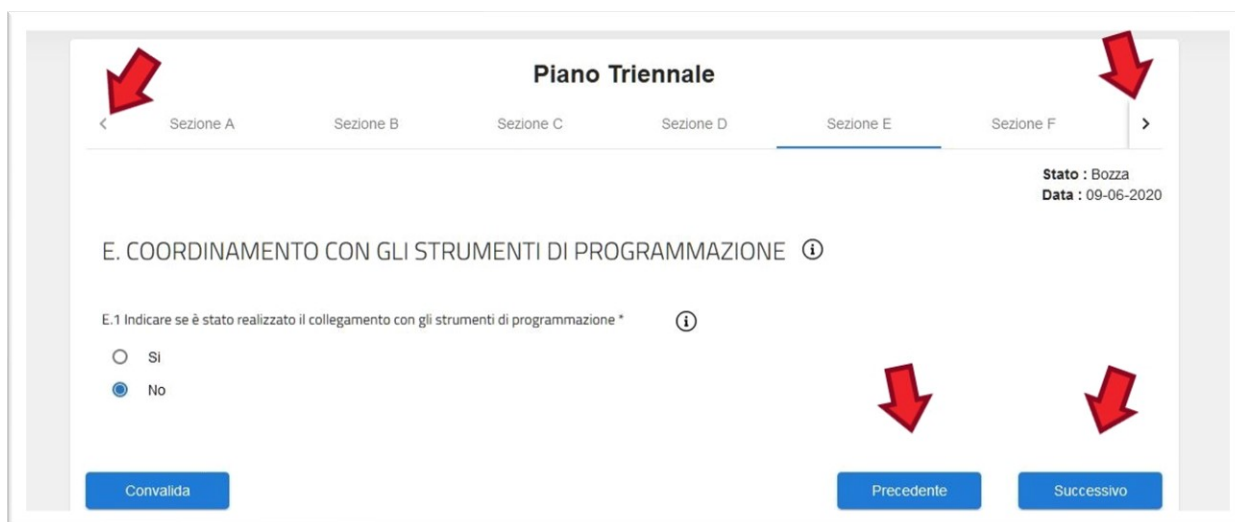 Piano Triennale
Sezione A Sezione B Sezione C Sezione D Sezione E Sezione F
Stato : Bozza
Data : 09-06-2020
E. COORDINAMENTO CON GLI STRUMENTI DI PROGRAMMAZIONE
E.1 Indicare se è stato realizzato il collegamento con gli strumenti di programmazione *
Si
No
Convalida Precedente Successivo